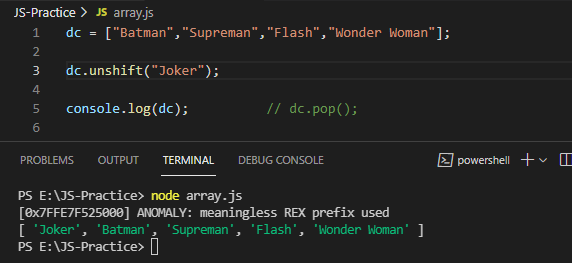 JS-Practice > JS array.js
1 dc = ["Batman","Supreman","Flash","Wonder Woman"];
2
3 dc.unshift("Joker");
4
5 console.log(dc); // dc.pop();
6
PROBLEMS OUTPUT TERMINAL DEBUG CONSOLE powershell
PS E:\JS-Practice> node array.js
[0x7FFE7F525000] ANOMALY: meaningless REX prefix used
[ 'Joker', 'Batman', 'Supreman', 'Flash', 'Wonder Woman' ]
PS E:\JS-Practice>